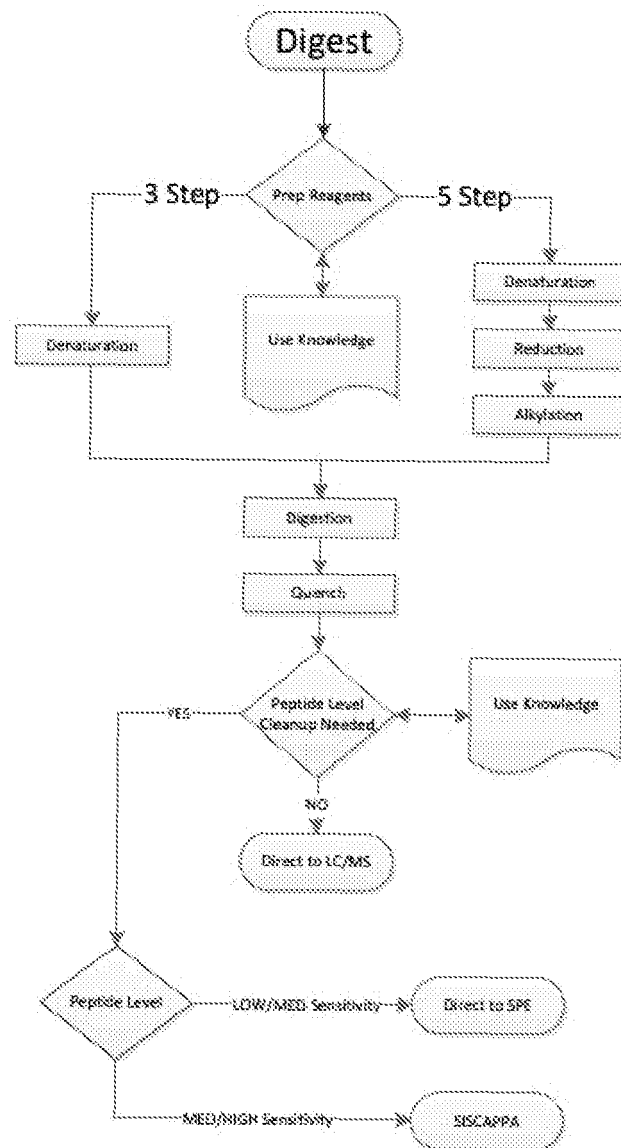 Digest
Prep Reagents
3 Step
5 Step
Denaturation
Use Knowledge
Denaturation
Reduction
Alkylation
Digestion
Quench
Peptide Level
Cleanup Needed
Use Knowledge
YES
NO
Direct to LC/MS
Peptide Level
LOW/MED Sensitivity
Direct to SPE
MED/HIGH Sensitivity
SISCAPPA